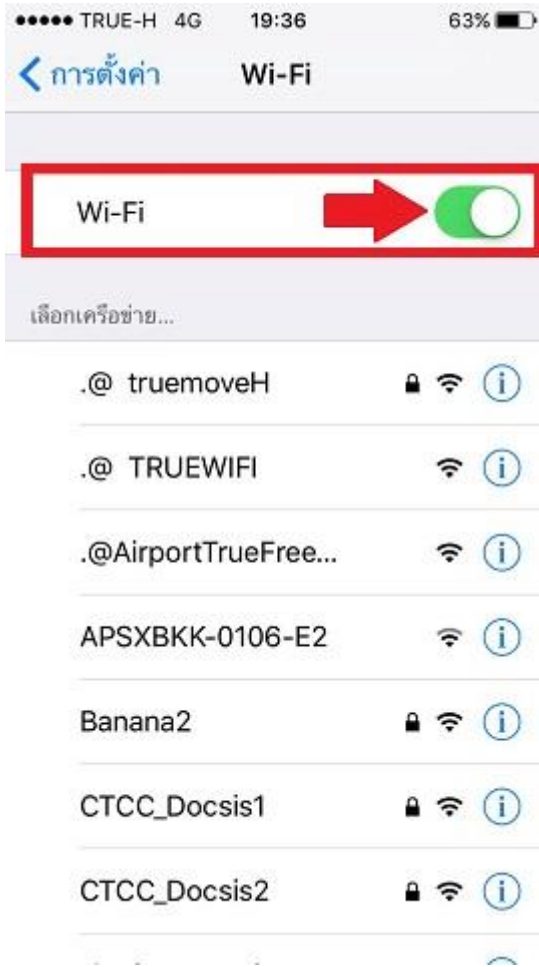 TRUE-H 4G 19:36 63%
การตั้งค่า Wi-Fi
Wi-Fi
เลือกเครือข่าย...
.@ truemoveH
.@ TRUEWIFI
.@AirportTrueFree...
APSXBKK-0106-E2
Banana2
CTCC_Docsis1
CTCC_Docsis2